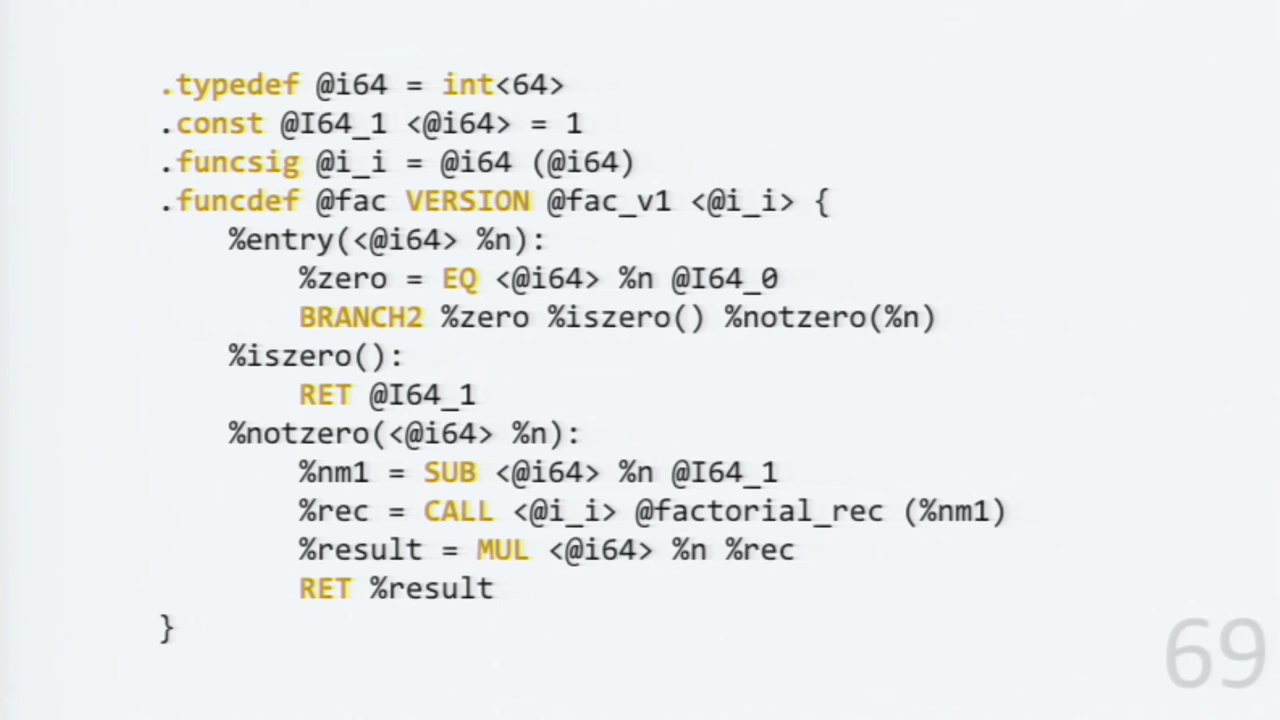 .typedef @i64 = int<64>
.const @I64_1 <@i64> = 1
.funcsig @i_i = @i64 (@i64)
.funcdef @fac VERSION @fac_v1 <@i_i> {
    %entry(<@i64> %n):
        %zero = EQ <@i64> %n @I64_0
        BRANCH2 %zero %iszero() %notzero(%n)
    %iszero():
        RET @I64_1
    %notzero(<@i64> %n):
        %nm1 = SUB <@i64> %n @I64_1
        %rec = CALL <@i_i> @factorial_rec (%nm1)
        %result = MUL <@i64> %n %rec
        RET %result
}
69